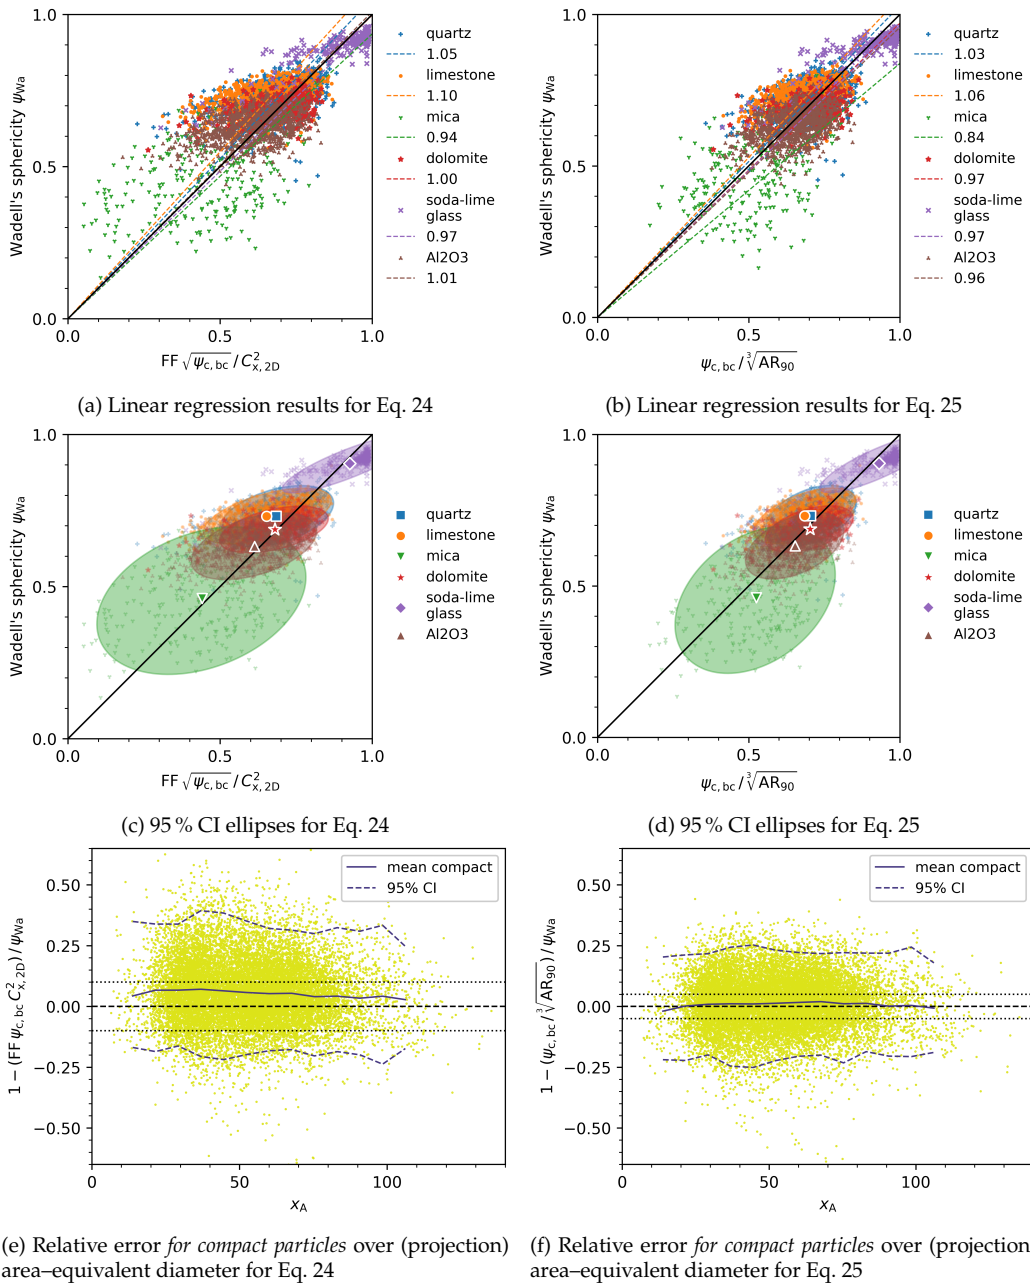 1.0
0.5
0.0
Wadell's sphericity ψWa
0.0
0.5
1.0
FF √ψc, bc / C²x, 2D
quartz
1.05
limestone
1.10
mica
0.94
dolomite
1.00
soda-lime
glass
0.97
Al2O3
1.01
(a) Linear regression results for Eq. 24
1.0
0.5
0.0
Wadell's sphericity ψWa
0.0
0.5
1.0
ψc, bc / ∛AR90
quartz
1.03
limestone
1.06
mica
0.84
dolomite
0.97
soda-lime
glass
0.97
Al2O3
0.96
(b) Linear regression results for Eq. 25
1.0
0.5
0.0
Wadell's sphericity ψWa
0.0
0.5
1.0
FF √ψc, bc / C²x, 2D
quartz
limestone
mica
dolomite
soda-lime
glass
Al2O3
(c) 95 % CI ellipses for Eq. 24
1.0
0.5
0.0
Wadell's sphericity ψWa
0.0
0.5
1.0
ψc, bc / ∛AR90
quartz
limestone
mica
dolomite
soda-lime
glass
Al2O3
(d) 95 % CI ellipses for Eq. 25
0.50
0.25
0.00
−0.25
−0.50
1 − (FF ψc, bc C²x, 2D) / ψWa
mean compact
95% CI
0
50
100
xA
(e) Relative error for compact particles over (projection)
area–equivalent diameter for Eq. 24
0.50
0.25
0.00
−0.25
−0.50
1 − (ψc, bc / ∛AR90) / ψWa
mean compact
95% CI
0
50
100
xA
(f) Relative error for compact particles over (projection)
area–equivalent diameter for Eq. 25